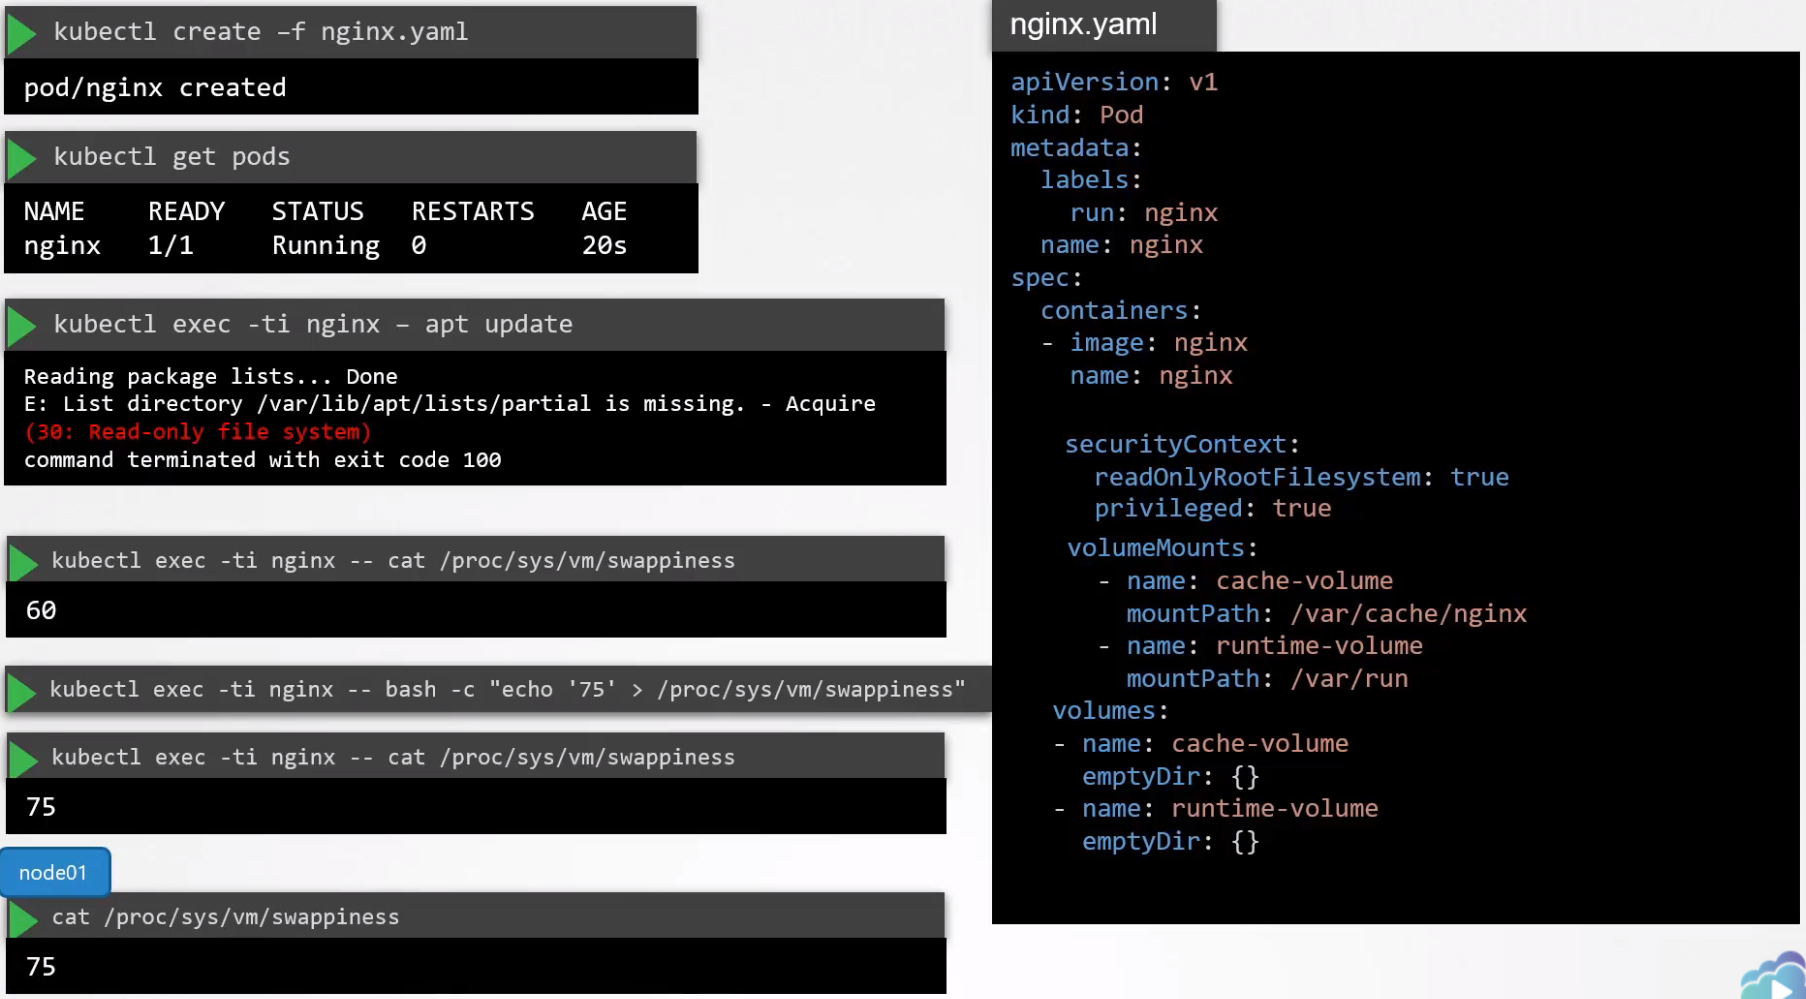 kubectl create –f nginx.yaml
pod/nginx created
kubectl get pods
NAME READY STATUS RESTARTS AGE
nginx 1/1 Running 0 20s
kubectl exec -ti nginx – apt update
Reading package lists... Done
E: List directory /var/lib/apt/lists/partial is missing. - Acquire
(30: Read-only file system)
command terminated with exit code 100
kubectl exec -ti nginx -- cat /proc/sys/vm/swappiness
60
kubectl exec -ti nginx -- bash -c "echo '75' > /proc/sys/vm/swappiness"
kubectl exec -ti nginx -- cat /proc/sys/vm/swappiness
75
node01
cat /proc/sys/vm/swappiness
75
nginx.yaml
apiVersion: v1
kind: Pod
metadata:
  labels:
    run: nginx
  name: nginx
spec:
  containers:
  - image: nginx
    name: nginx
    securityContext:
      readOnlyRootFilesystem: true
      privileged: true
    volumeMounts:
      - name: cache-volume
        mountPath: /var/cache/nginx
      - name: runtime-volume
        mountPath: /var/run
   volumes:
   - name: cache-volume
     emptyDir: {}
   - name: runtime-volume
     emptyDir: {}